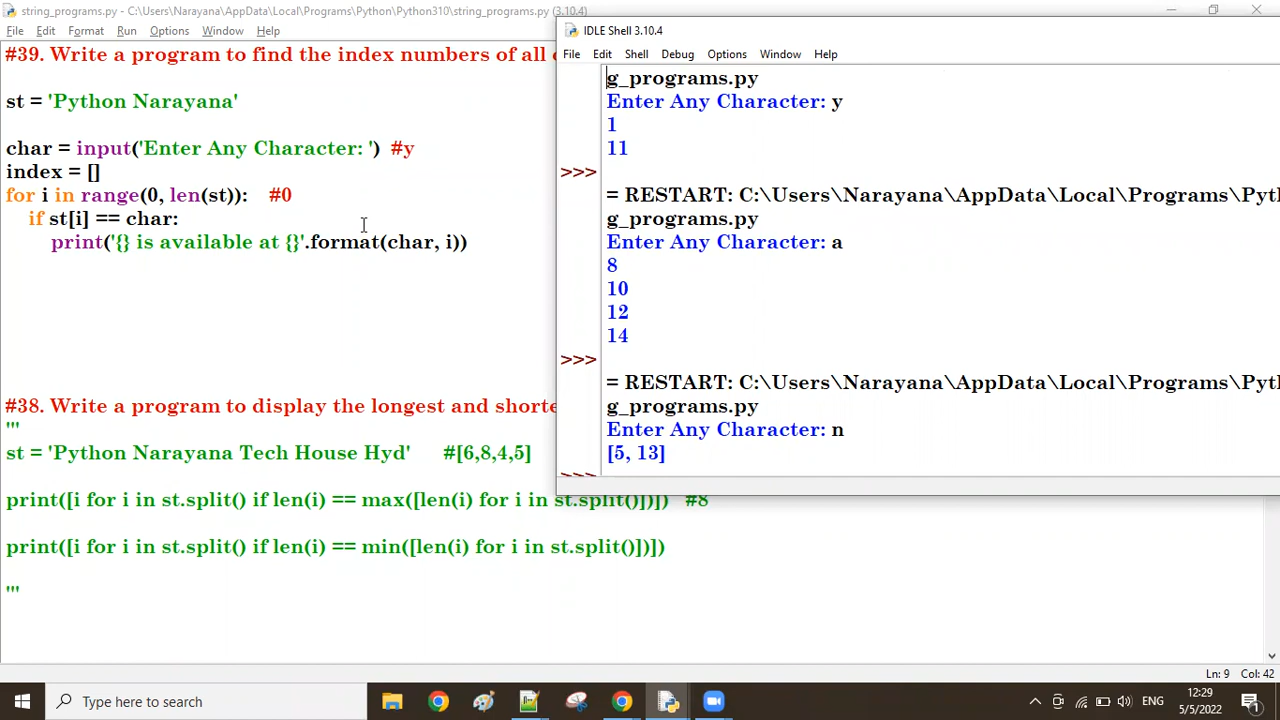 string_programs.py - C:\Users\Narayana\AppData\Local\Programs\Python\Python310\string_programs.py (3.10.4)
File Edit Format Run Options Window Help
#39. Write a program to find the index numbers of all
st = 'Python Narayana'
char = input('Enter Any Character: ') #y
index = []
for i in range(0, len(st)): #0
if st[i] == char:
print('{} is available at {}'.format(char, i))
#38. Write a program to display the longest and shorte
'''
st = 'Python Narayana Tech House Hyd' #[6,8,4,5]
print([i for i in st.split() if len(i) == max([len(i) for i in st.split()])]) #8
print([i for i in st.split() if len(i) == min([len(i) for i in st.split()])])
'''
IDLE Shell 3.10.4
File Edit Shell Debug Options Window Help
g_programs.py
Enter Any Character: y
1
11
>>>
= RESTART: C:\Users\Narayana\AppData\Local\Programs\Pyt
g_programs.py
Enter Any Character: a
8
10
12
14
>>>
= RESTART: C:\Users\Narayana\AppData\Local\Programs\Pyt
g_programs.py
Enter Any Character: n
[5, 13]
>>>
Ln: 9 Col: 42
Type here to search
ENG
12:29
5/5/2022
1